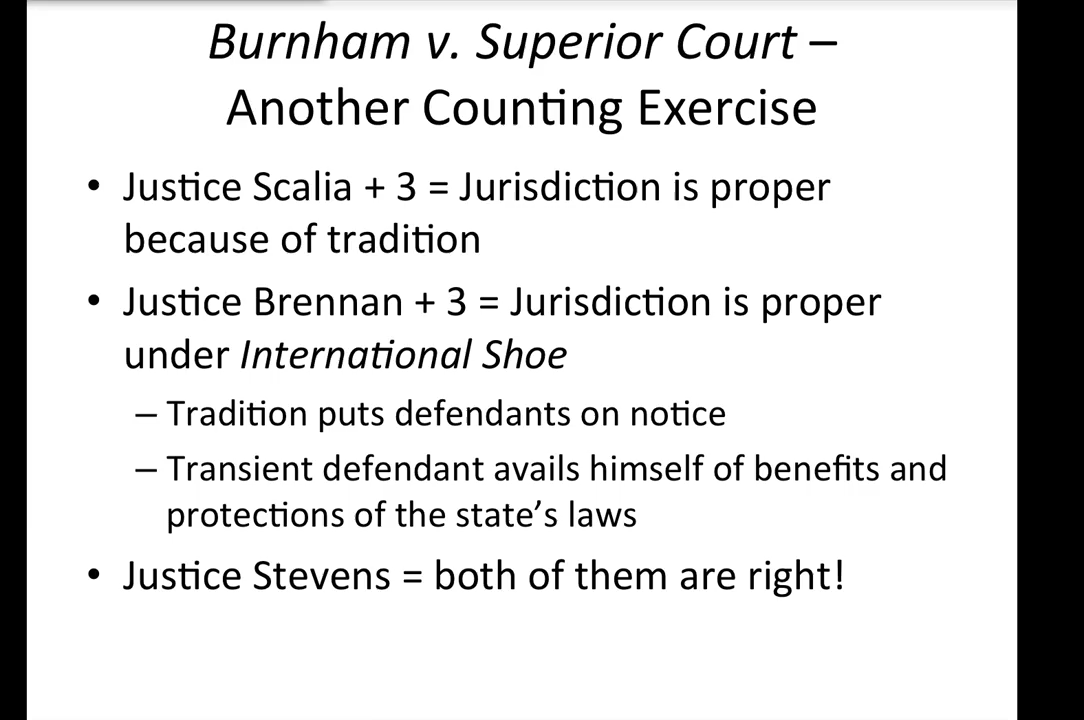 Burnham v. Superior Court –
Another Counting Exercise
• Justice Scalia + 3 = Jurisdiction is proper
because of tradition
• Justice Brennan + 3 = Jurisdiction is proper
under International Shoe
– Tradition puts defendants on notice
– Transient defendant avails himself of benefits and
protections of the state's laws
• Justice Stevens = both of them are right!